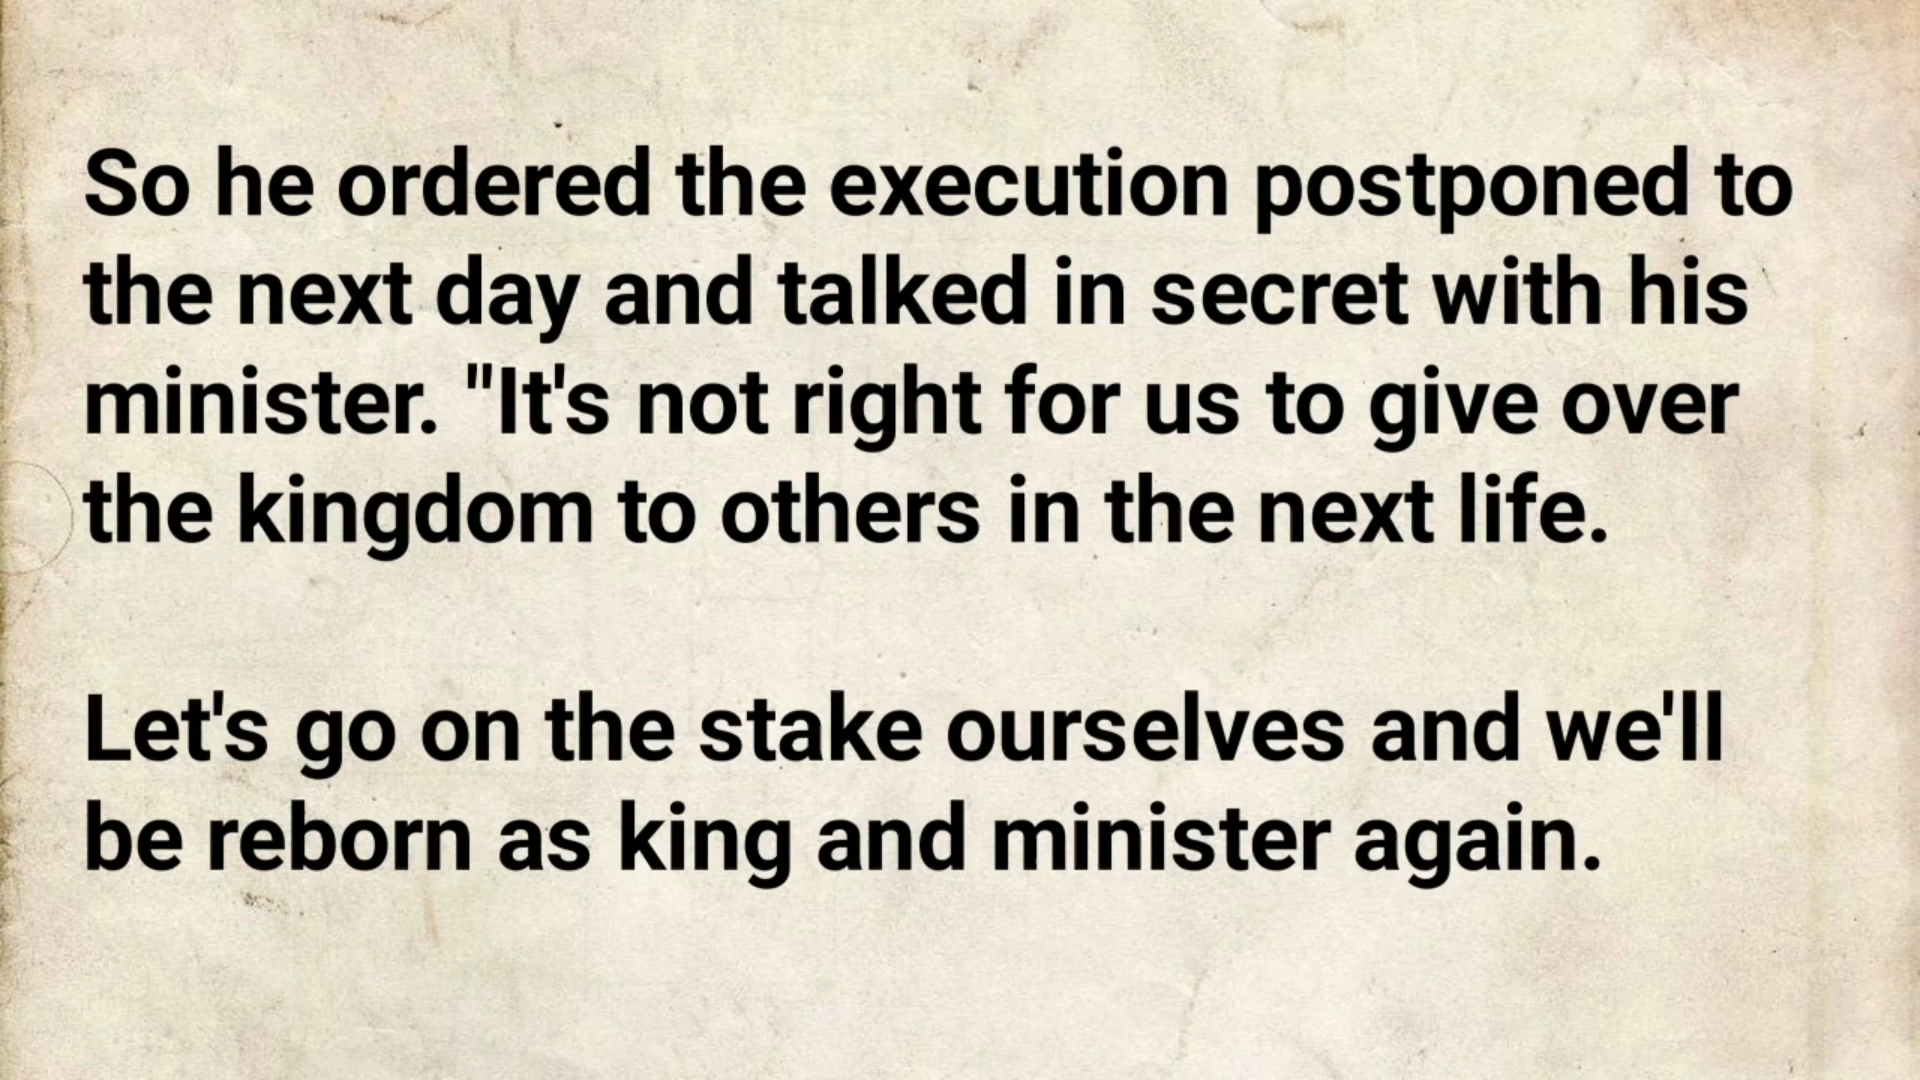 So he ordered the execution postponed to
the next day and talked in secret with his
minister. "It's not right for us to give over
the kingdom to others in the next life.
Let's go on the stake ourselves and we'll
be reborn as king and minister again.